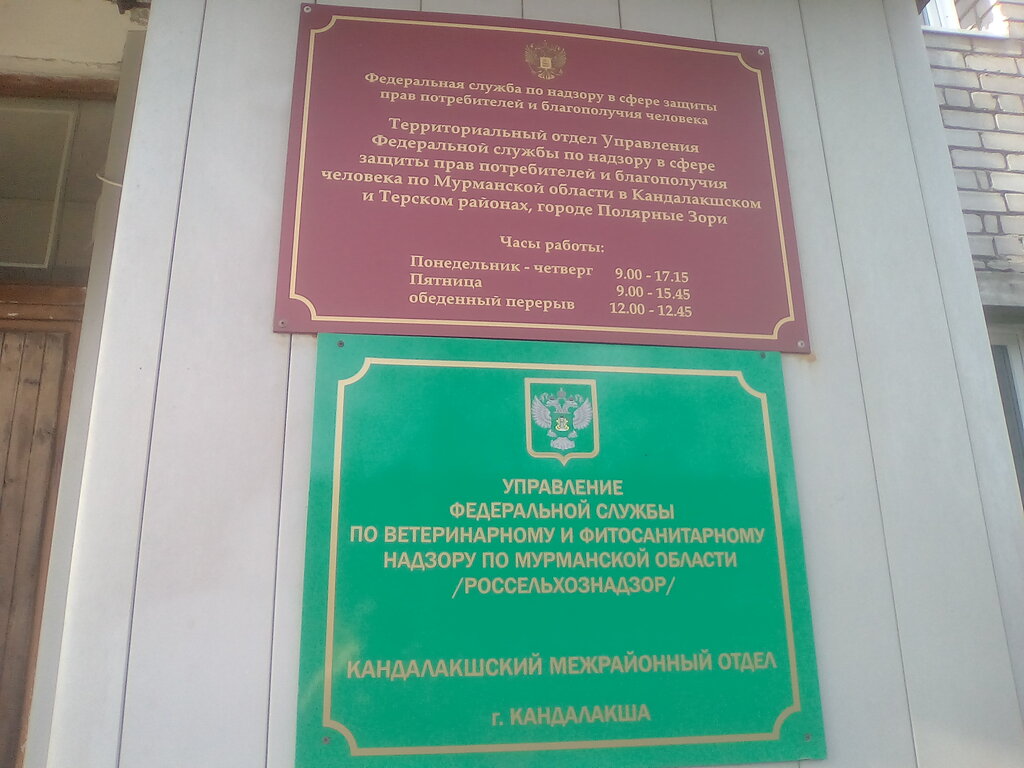 Федеральная служба по надзору в сфере защиты
прав потребителей и благополучия человека
Территориальный отдел Управления
Федеральной службы по надзору в сфере
защиты прав потребителей и благополучия
человека по Мурманской области в Кандалакшском
и Терском районах, городе Полярные Зори
Часы работы:
Понедельник - четверг 9.00 - 17.15
Пятница 9.00 - 15.45
обеденный перерыв 12.00 - 12.45
УПРАВЛЕНИЕ
ФЕДЕРАЛЬНОЙ СЛУЖБЫ
ПО ВЕТЕРИНАРНОМУ И ФИТОСАНИТАРНОМУ
НАДЗОРУ ПО МУРМАНСКОЙ ОБЛАСТИ
/РОССЕЛЬХОЗНАДЗОР/
КАНДАЛАКШСКИЙ МЕЖРАЙОННЫЙ ОТДЕЛ
г. КАНДАЛАКША